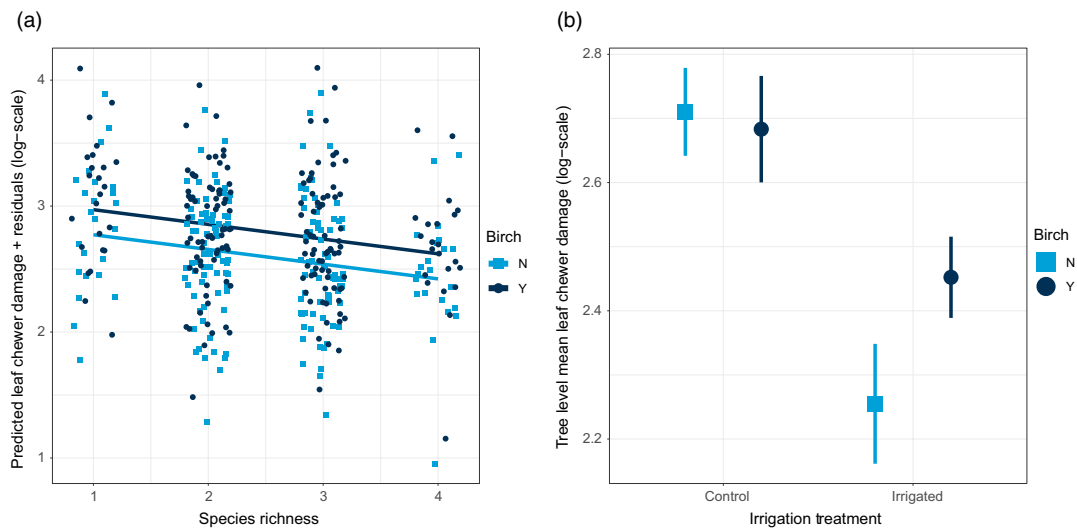 (a)
Predicted leaf chewer damage + residuals (log−scale)
4
3
2
1
1 2 3 4
Species richness
Birch
N
Y
(b)
Tree level mean leaf chewer damage (log−scale)
2.8
2.6
2.4
2.2
Control Irrigated
Irrigation treatment
Birch
N
Y